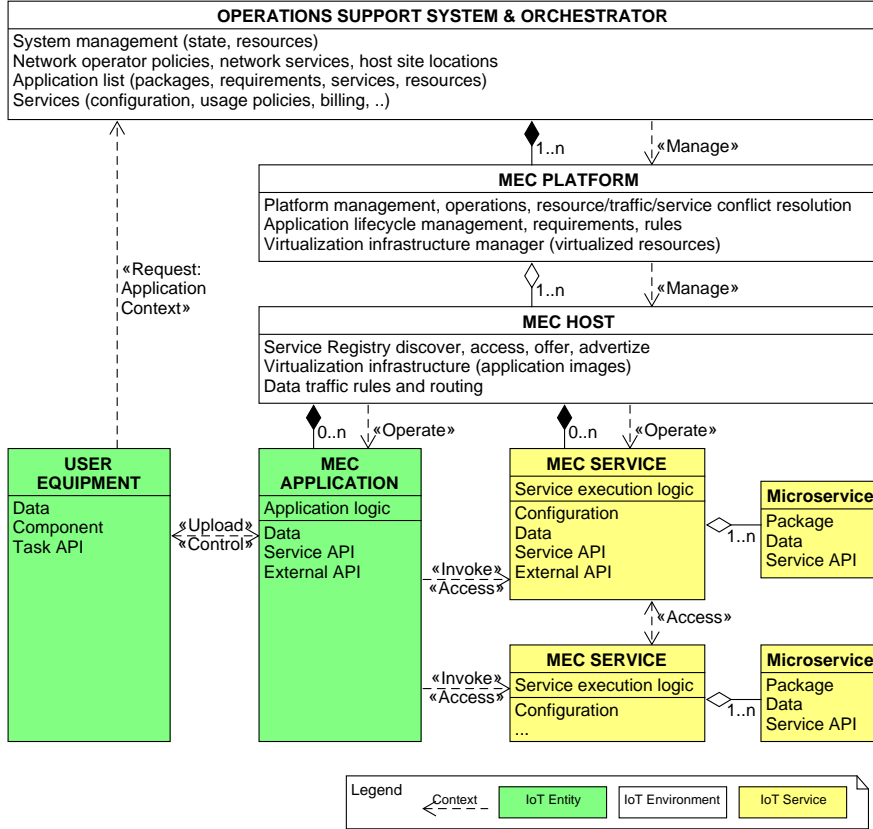 OPERATIONS SUPPORT SYSTEM & ORCHESTRATOR
System management (state, resources)
Network operator policies, network services, host site locations
Application list (packages, requirements, services, resources)
Services (configuration, usage policies, billing, ..)
1..n
«Manage»
MEC PLATFORM
Platform management, operations, resource/traffic/service conflict resolution
Application lifecycle management, requirements, rules
Virtualization infrastructure manager (virtualized resources)
«Request:
Application
Context»
1..n
«Manage»
MEC HOST
Service Registry discover, access, offer, advertize
Virtualization infrastructure (application images)
Data traffic rules and routing
0..n
«Operate»
0..n
«Operate»
USER
EQUIPMENT
Data
Component
Task API
«Upload»
«Control»
MEC
APPLICATION
Application logic
Data
Service API
External API
«Invoke»
«Access»
«Invoke»
«Access»
MEC SERVICE
Service execution logic
Configuration
Data
Service API
External API
1..n
Microservice
Package
Data
Service API
«Access»
MEC SERVICE
Service execution logic
Configuration
...
1..n
Microservice
Package
Data
Service API
Legend
Context
IoT Entity
IoT Environment
IoT Service